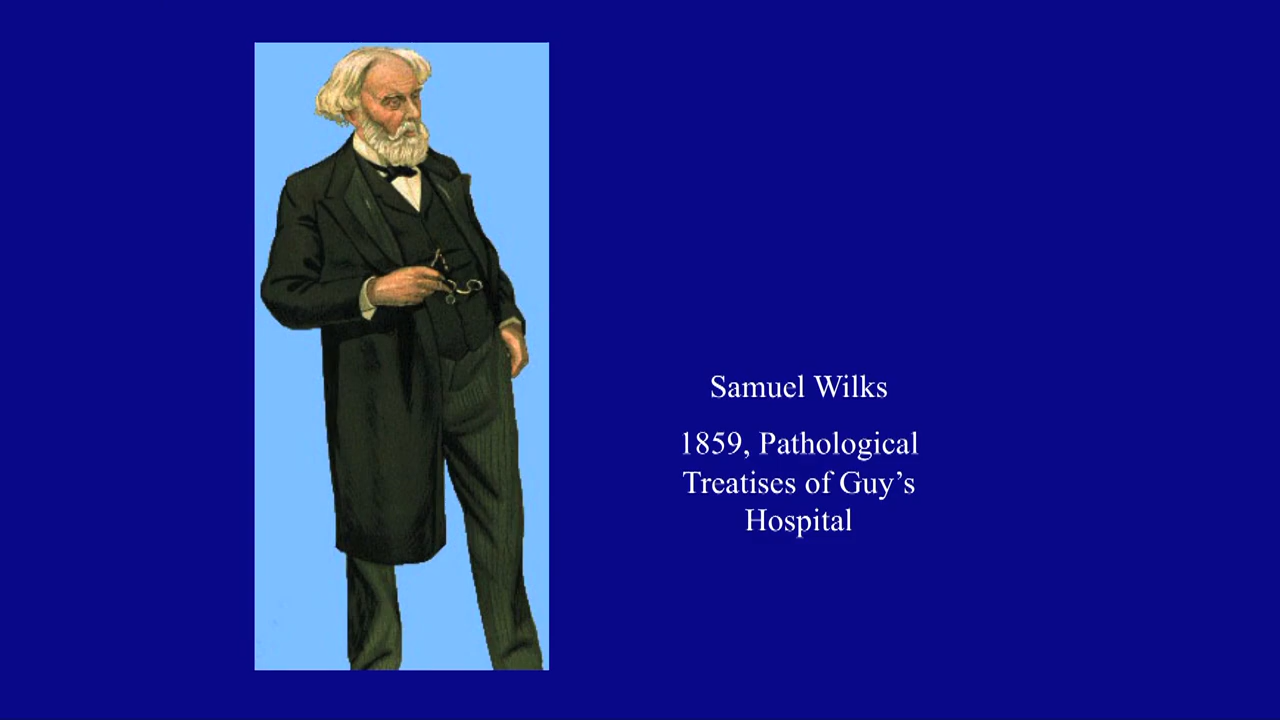 Samuel Wilks
1859, Pathological
Treatises of Guy’s
Hospital